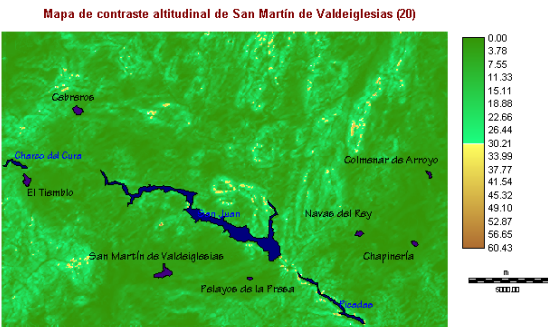 Mapa de contraste altitudinal de San Martín de Valdeiglesias (20)
0.00
3.78
7.55
11.33
15.11
18.88
22.66
26.44
30.21
33.99
37.77
41.54
45.32
49.10
52.87
56.65
60.43
Cebreros
Charco del Cura
Colmenar de Arroyo
El Tiemblo
San Juan
Navas del Rey
San Martín de Valdeiglesias
Chapinería
Pelayos de la Presa
Picadas
m
5000.00